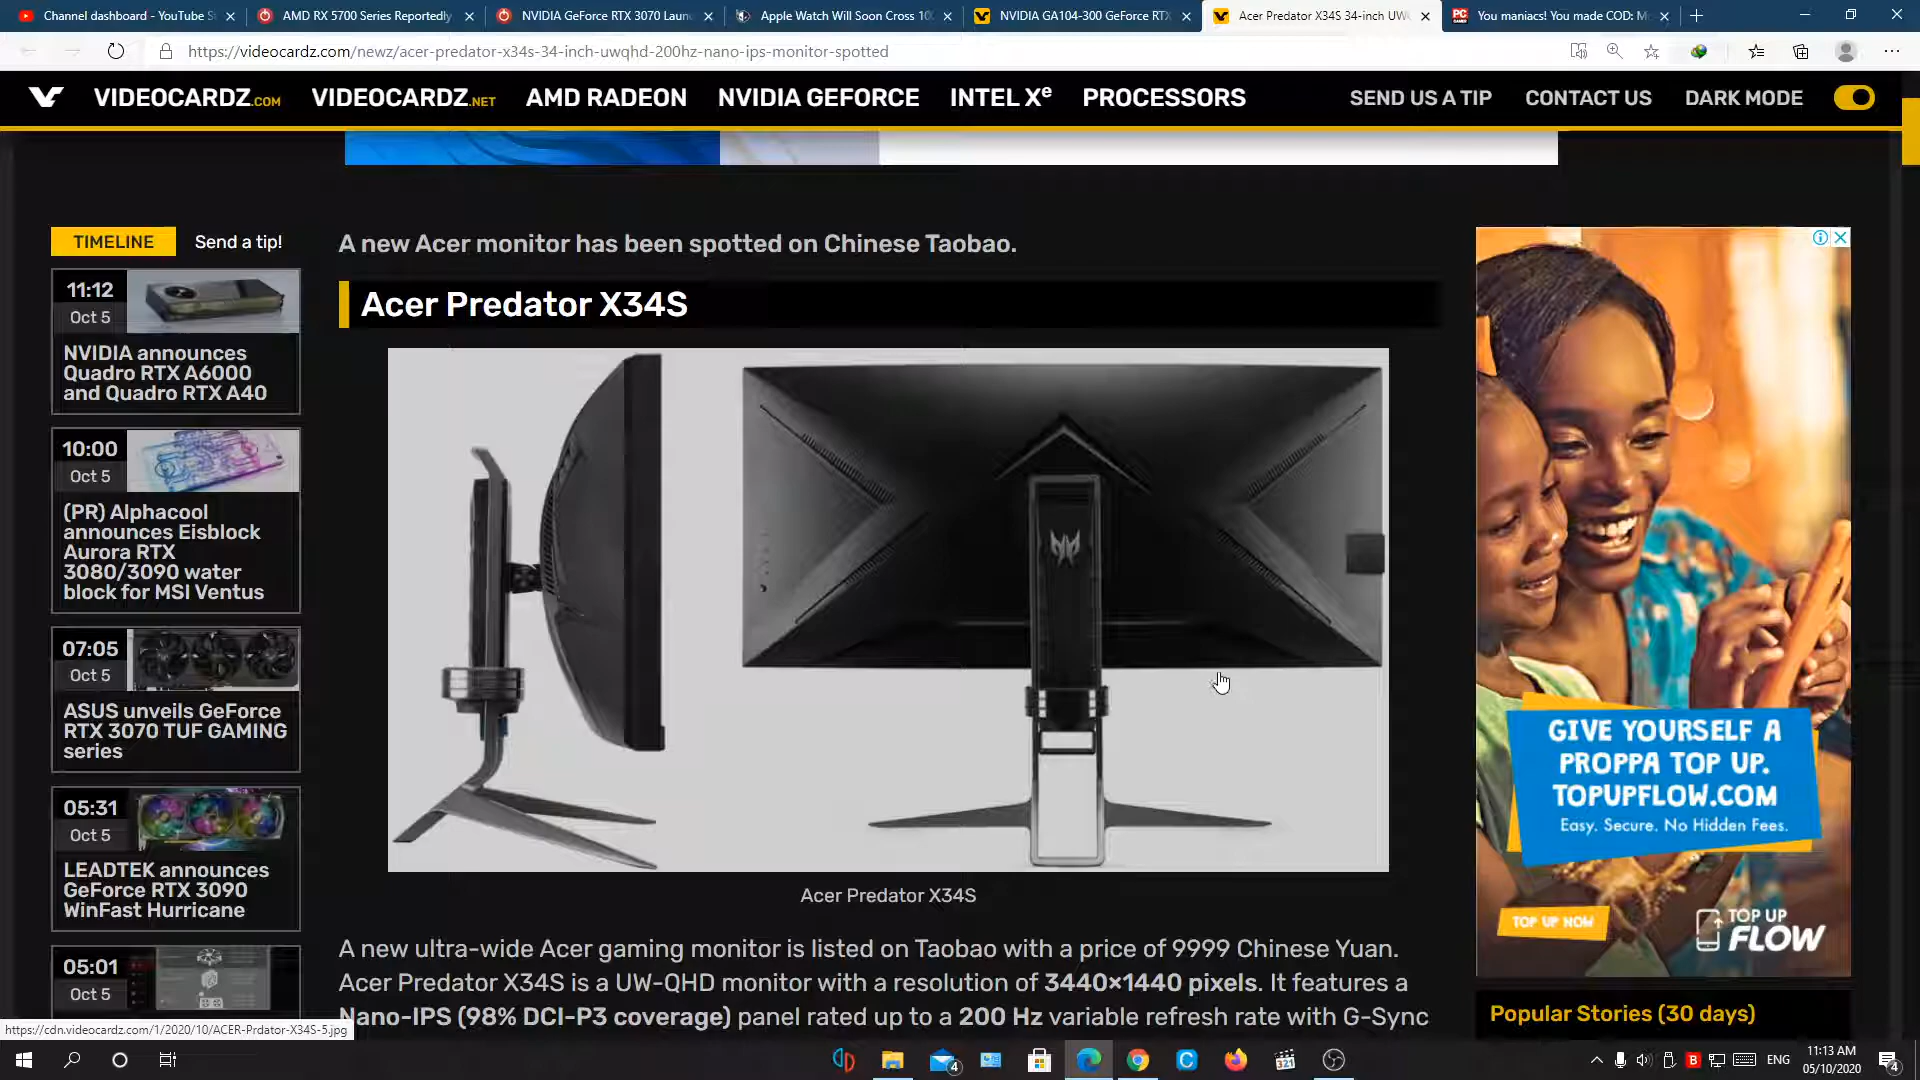 Channel dashboard - YouTube S
AMD RX 5700 Series Reportedly
NVIDIA GeForce RTX 3070 Laun
Apple Watch Will Soon Cross 10
NVIDIA GA104-300 GeForce RTX
Acer Predator X34S 34-inch UW
You maniacs! You made COD: M
https://videocardz.com/newz/acer-predator-x34s-34-inch-uwqhd-200hz-nano-ips-monitor-spotted
VIDEOCARDZ.COM
VIDEOCARDZ.NET
AMD RADEON
NVIDIA GEFORCE
INTEL Xe
PROCESSORS
SEND US A TIP
CONTACT US
DARK MODE
TIMELINE
Send a tip!
11:12
Oct 5
NVIDIA announces
Quadro RTX A6000
and Quadro RTX A40
10:00
Oct 5
(PR) Alphacool
announces Eisblock
Aurora RTX
3080/3090 water
block for MSI Ventus
07:05
Oct 5
ASUS unveils GeForce
RTX 3070 TUF GAMING
series
05:31
Oct 5
LEADTEK announces
GeForce RTX 3090
WinFast Hurricane
05:01
Oct 5
A new Acer monitor has been spotted on Chinese Taobao.
Acer Predator X34S
Acer Predator X34S
A new ultra-wide Acer gaming monitor is listed on Taobao with a price of 9999 Chinese Yuan.
Acer Predator X34S is a UW-QHD monitor with a resolution of 3440×1440 pixels. It features a
Nano-IPS (98% DCI-P3 coverage) panel rated up to a 200 Hz variable refresh rate with G-Sync
GIVE YOURSELF A
PROPPA TOP UP.
TOPUPFLOW.COM
Easy. Secure. No Hidden Fees.
TOP UP NOW
TOP UP
FLOW
Popular Stories (30 days)
https://cdn.videocardz.com/1/2020/10/ACER-Prdator-X34S-5.jpg
4
321
ENG
11:13 AM
05/10/2020
4